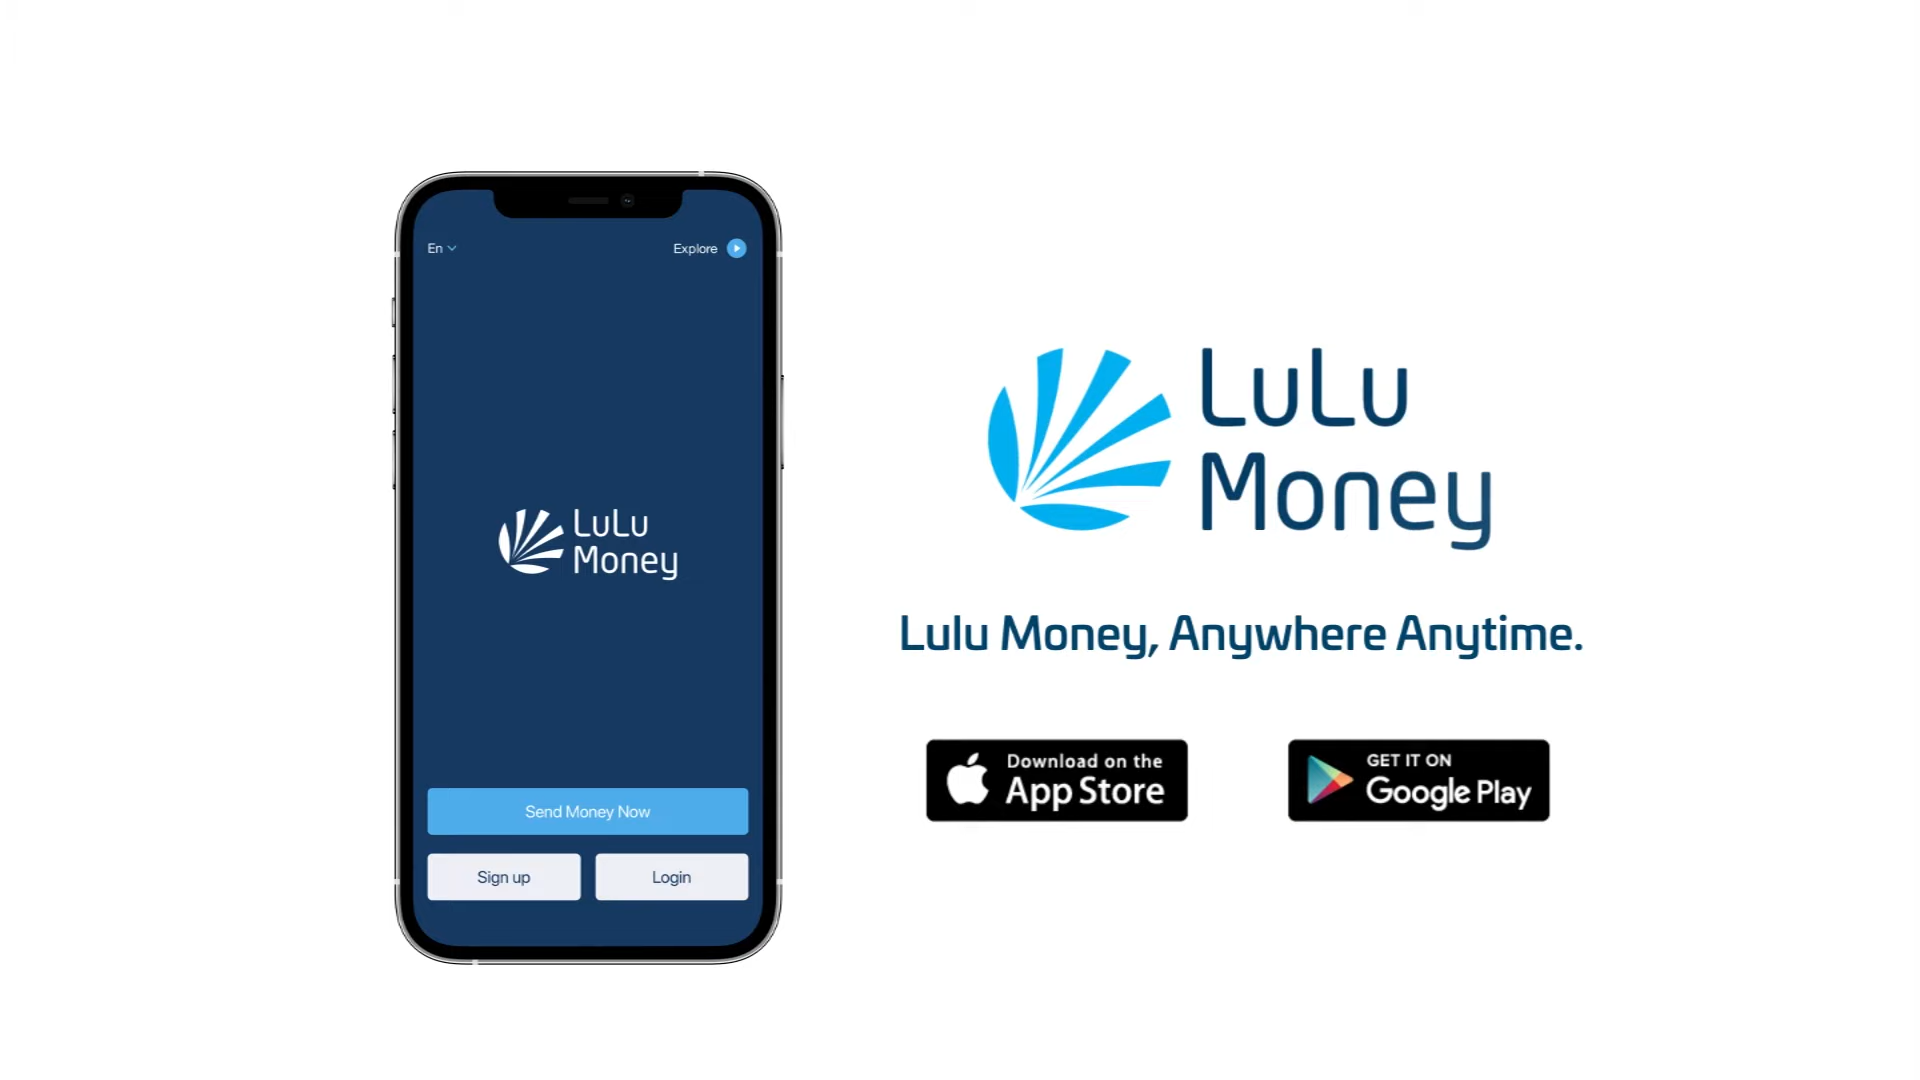 En
Explore
LuLu
Money
Send Money Now
Sign up
Login
LuLu
Money
Lulu Money, Anywhere Anytime.
Download on the
App Store
GET IT ON
Google Play